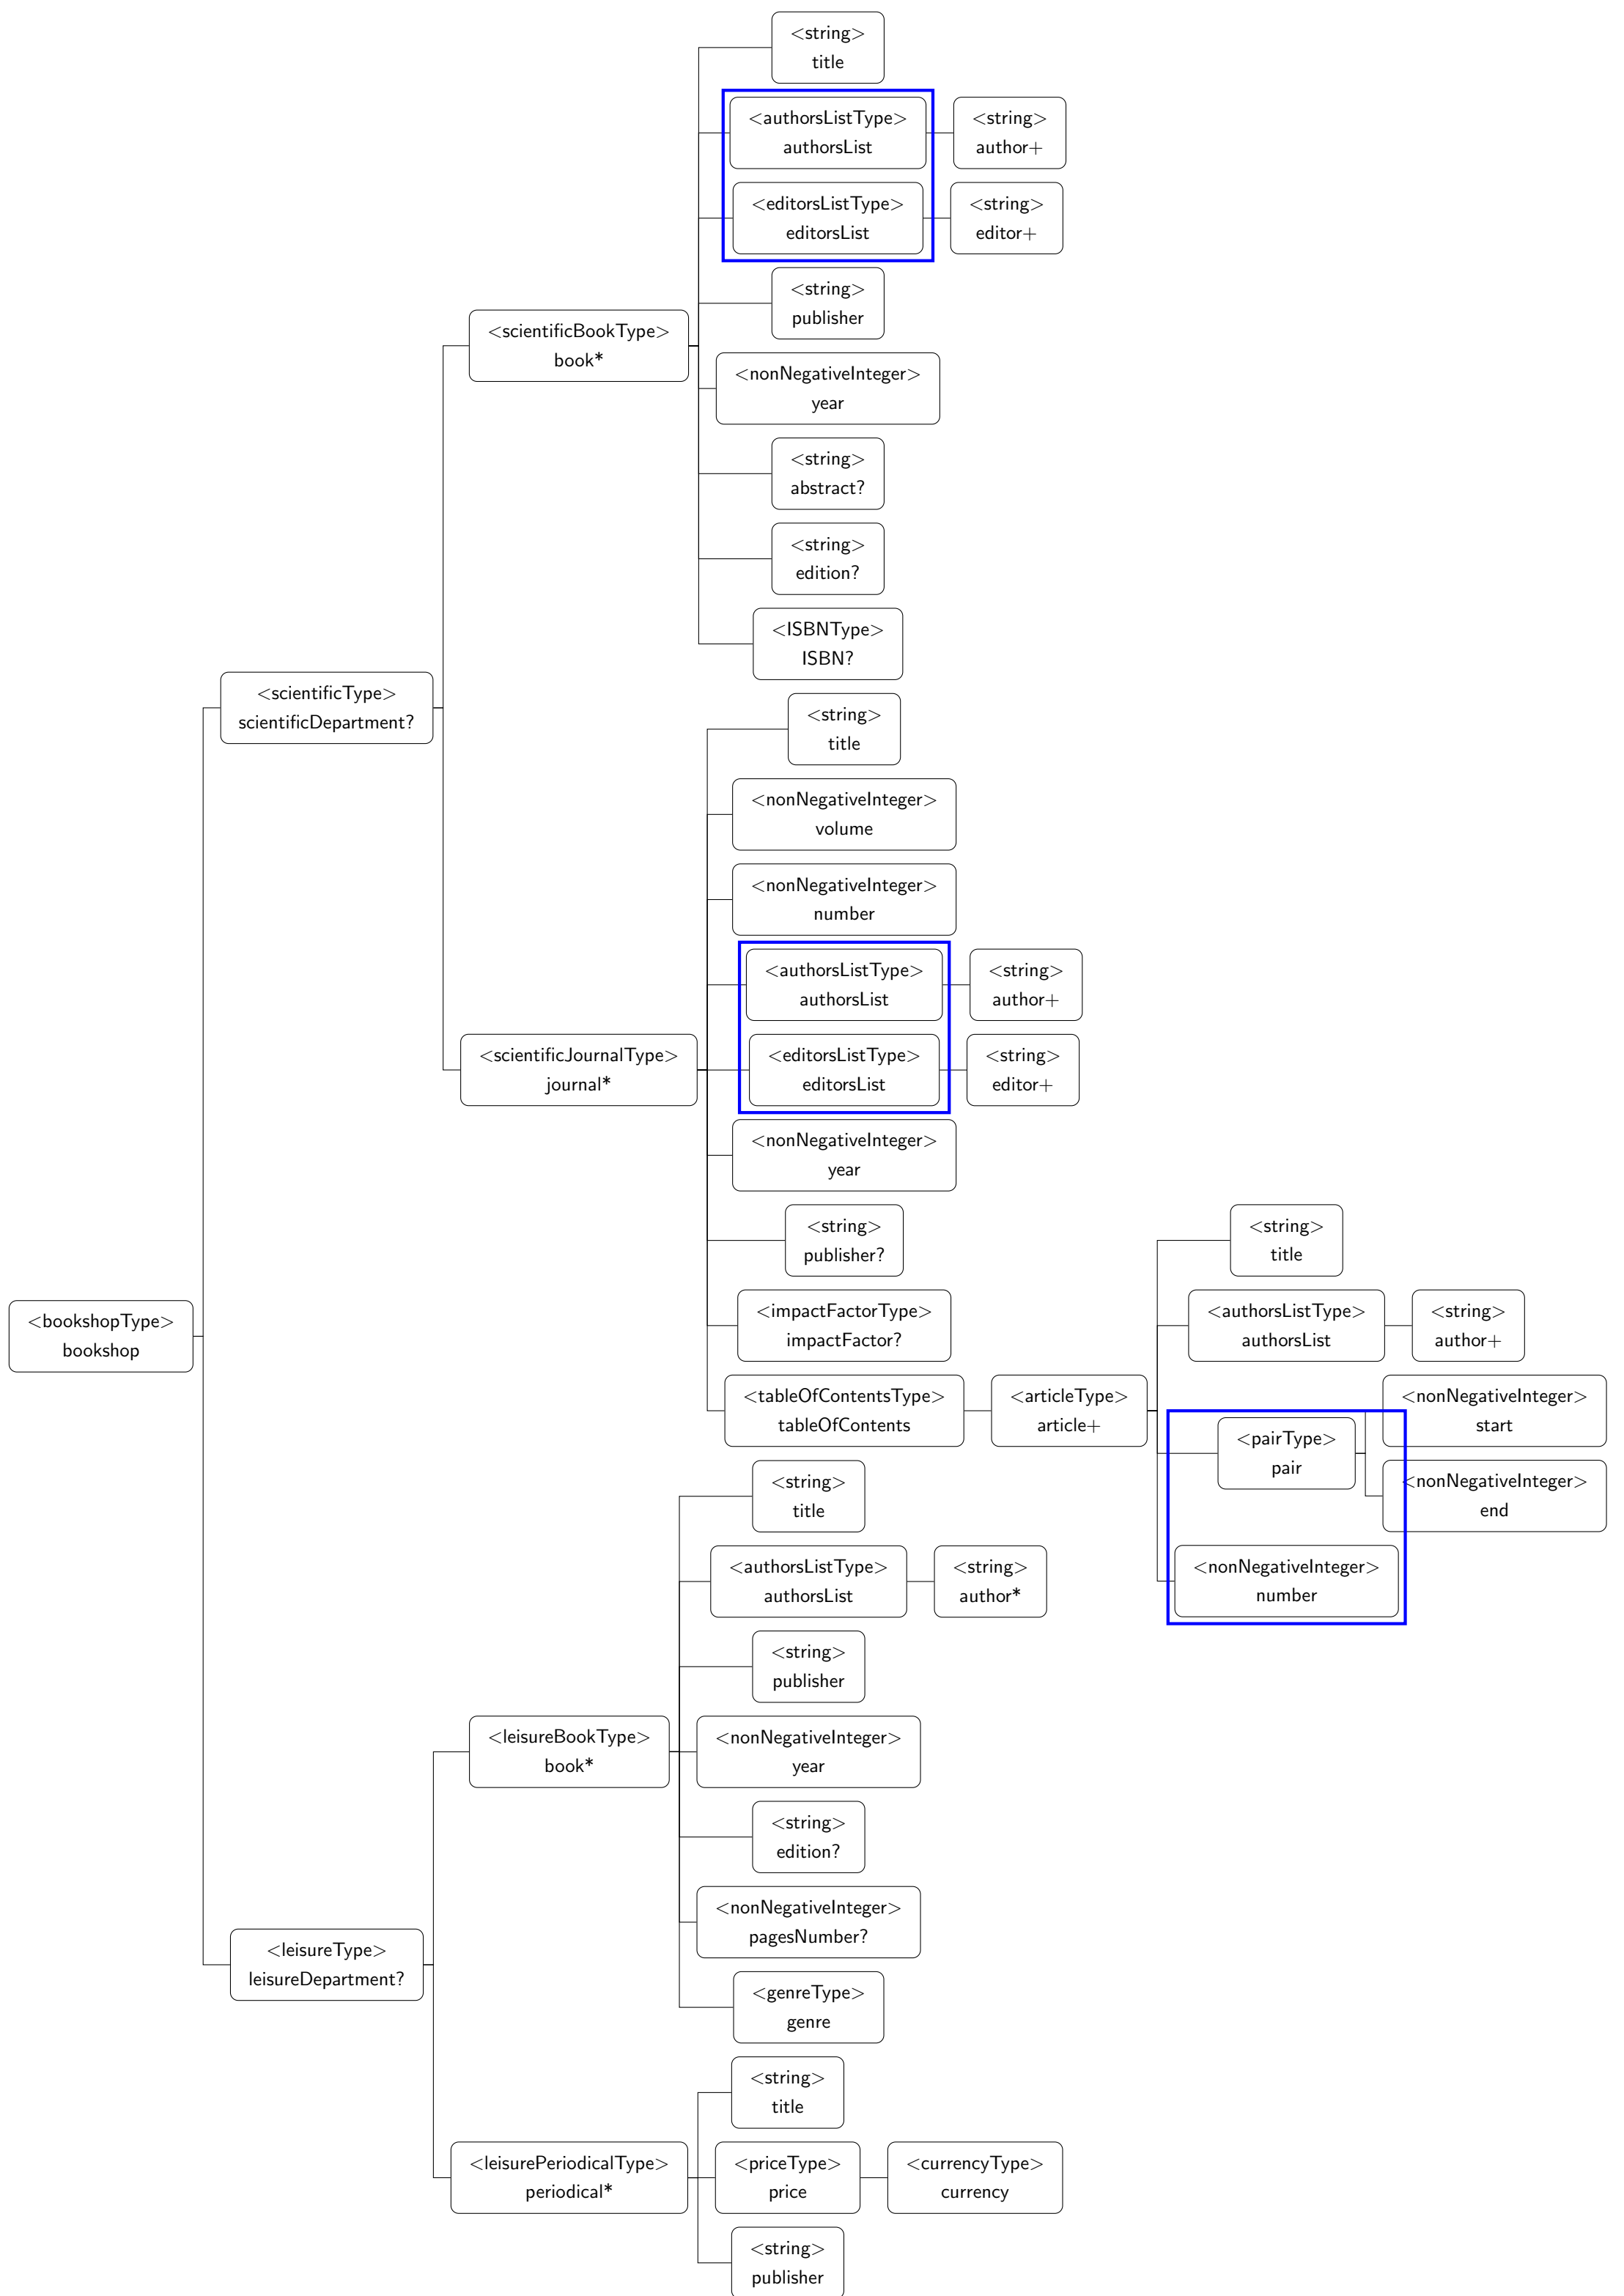 <string>
title
<authorsListType>
authorsList
<string>
author+
<editorsListType>
editorsList
<string>
editor+
<string>
publisher
<scientificBookType>
book*
<nonNegativeInteger>
year
<string>
abstract?
<string>
edition?
<ISBNType>
ISBN?
<scientificType>
scientificDepartment?
<string>
title
<nonNegativeInteger>
volume
<nonNegativeInteger>
number
<authorsListType>
authorsList
<string>
author+
<scientificJournalType>
journal*
<editorsListType>
editorsList
<string>
editor+
<nonNegativeInteger>
year
<string>
publisher?
<string>
title
<bookshopType>
bookshop
<impactFactorType>
impactFactor?
<authorsListType>
authorsList
<string>
author+
<tableOfContentsType>
tableOfContents
<articleType>
article+
<nonNegativeInteger>
start
<pairType>
pair
<nonNegativeInteger>
end
<nonNegativeInteger>
number
<string>
title
<authorsListType>
authorsList
<string>
author*
<string>
publisher
<leisureBookType>
book*
<nonNegativeInteger>
year
<string>
edition?
<nonNegativeInteger>
pagesNumber?
<leisureType>
leisureDepartment?
<genreType>
genre
<string>
title
<leisurePeriodicalType>
periodical*
<priceType>
price
<currencyType>
currency
<string>
publisher